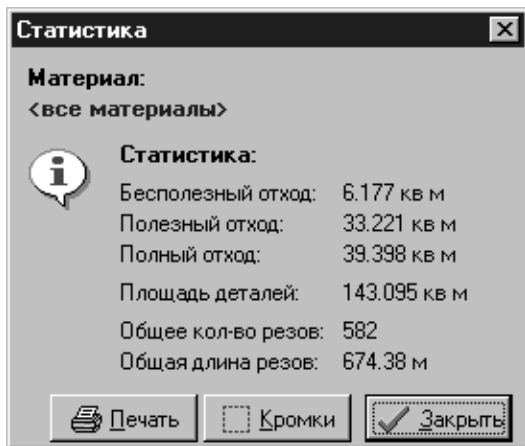 Статистика
Материал:
<все материалы>
Статистика:
Бесполезный отход: 6.177 кв м
Полезный отход: 33.221 кв м
Полный отход: 39.398 кв м
Площадь деталей: 143.095 кв м
Общее кол-во резов: 582
Общая длина резов: 674.38 м
Печать Кромки Закрыть